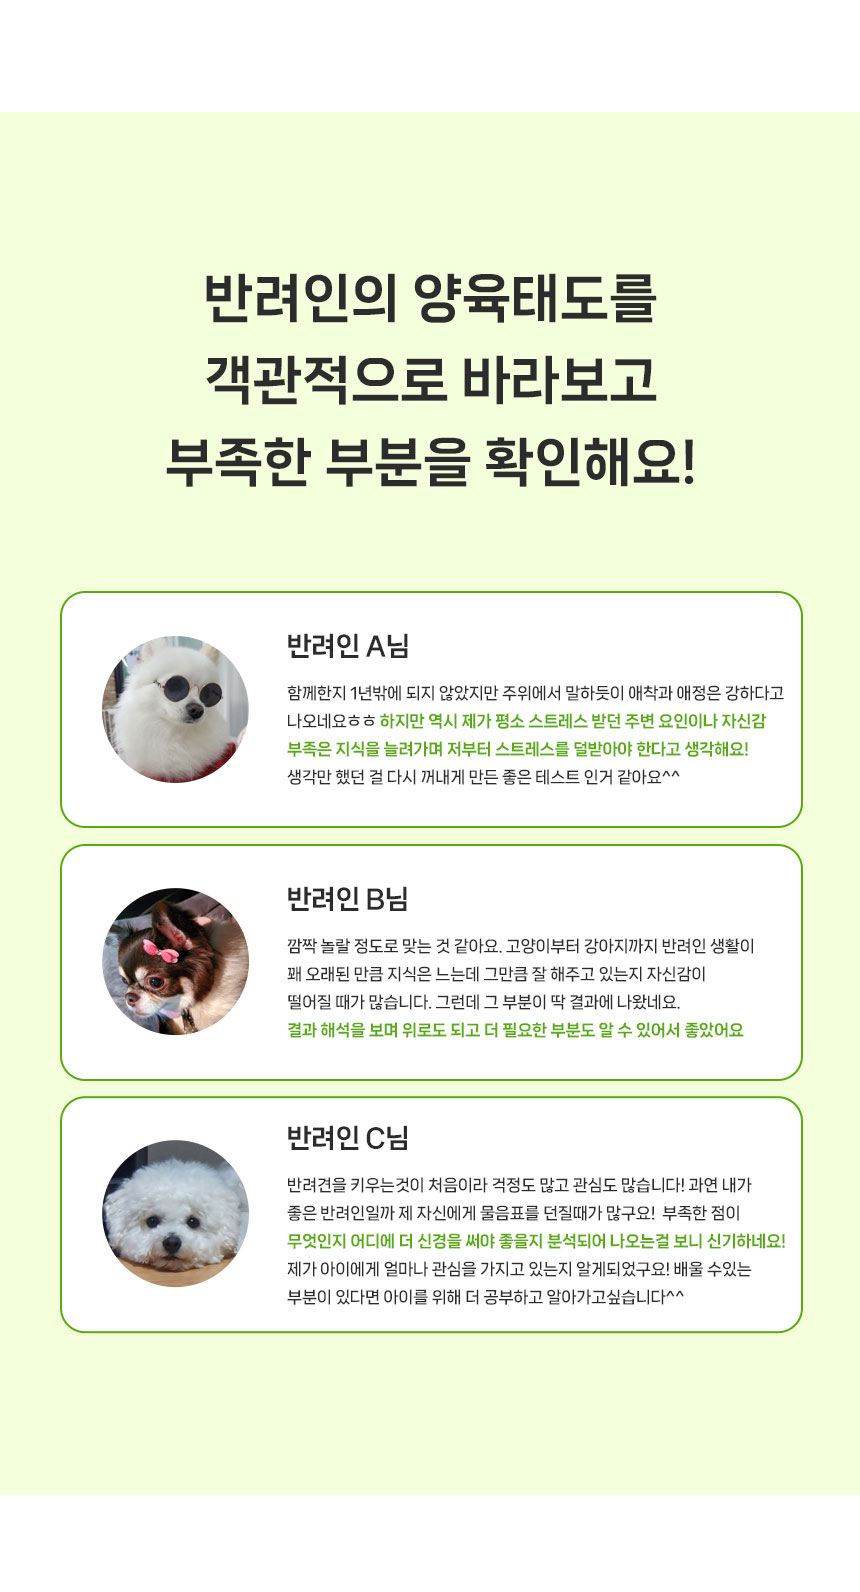 반려인의 양육태도를
객관적으로 바라보고
부족한 부분을 확인해요!
반려인 A님
함께한지 1년밖에 되지 않았지만 주위에서 말하듯이 애착과 애정은 강하다고
나오네요ㅎㅎ 하지만 역시 제가 평소 스트레스 받던 주변 요인이나 자신감
부족은 지식을 늘려가며 저부터 스트레스를 덜받아야 한다고 생각해요!
생각만 했던 걸 다시 꺼내게 만든 좋은 테스트 인거 같아요^^
반려인 B님
깜짝 놀랄 정도로 맞는 것 같아요. 고양이부터 강아지까지 반려인 생활이
꽤 오래된 만큼 지식은 느는데 그만큼 잘 해주고 있는지 자신감이
떨어질 때가 많습니다. 그런데 그 부분이 딱 결과에 나왔네요.
결과 해석을 보며 위로도 되고 더 필요한 부분도 알 수 있어서 좋았어요
반려인 C님
반려견을 키우는것이 처음이라 걱정도 많고 관심도 많습니다! 과연 내가
좋은 반려인일까 제 자신에게 물음표를 던질때가 많구요! 부족한 점이
무엇인지 어디에 더 신경을 써야 좋을지 분석되어 나오는걸 보니 신기하네요!
제가 아이에게 얼마나 관심을 가지고 있는지 알게되었구요! 배울 수있는
부분이 있다면 아이를 위해 더 공부하고 알아가고싶습니다^^